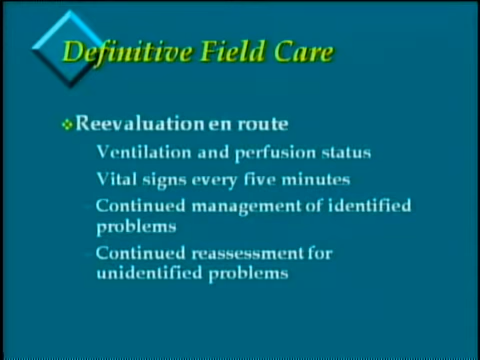 Definitive Field Care
Reevaluation en route
Ventilation and perfusion status
Vital signs every five minutes
Continued management of identified
problems
Continued reassessment for
unidentified problems